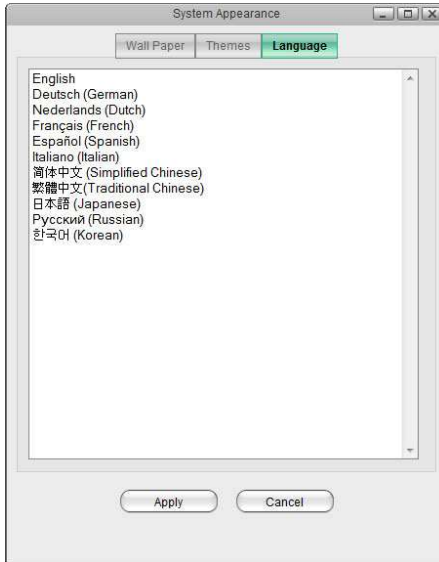 System Appearance
Wall Paper Themes Language
English
Deutsch (German)
Nederlands (Dutch)
Français (French)
Español (Spanish)
Italiano (Italian)
简体中文 (Simplified Chinese)
繁體中文(Traditional Chinese)
日本語 (Japanese)
Русский (Russian)
한국어 (Korean)
Apply Cancel